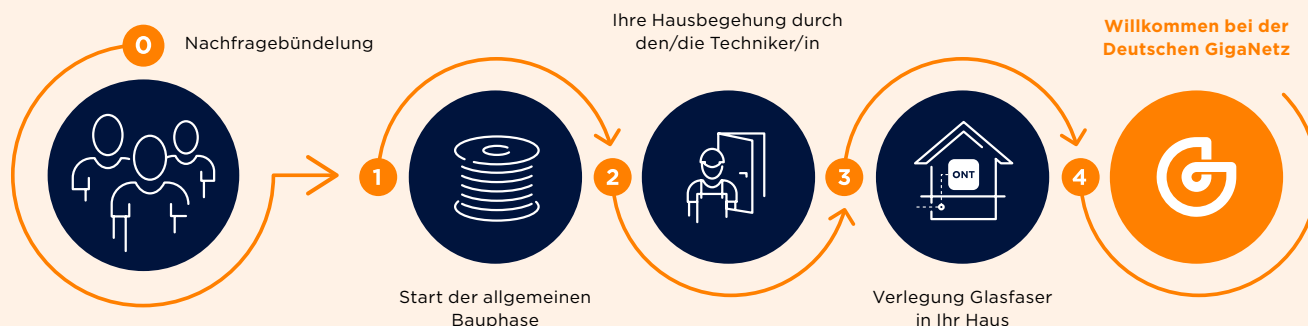 0
Nachfragebündelung
1
Start der allgemeinen
Bauphase
2
Ihre Hausbegehung durch
den/die Techniker/in
3
ONT
Verlegung Glasfaser
in Ihr Haus
4
Willkommen bei der
Deutschen GigaNetz